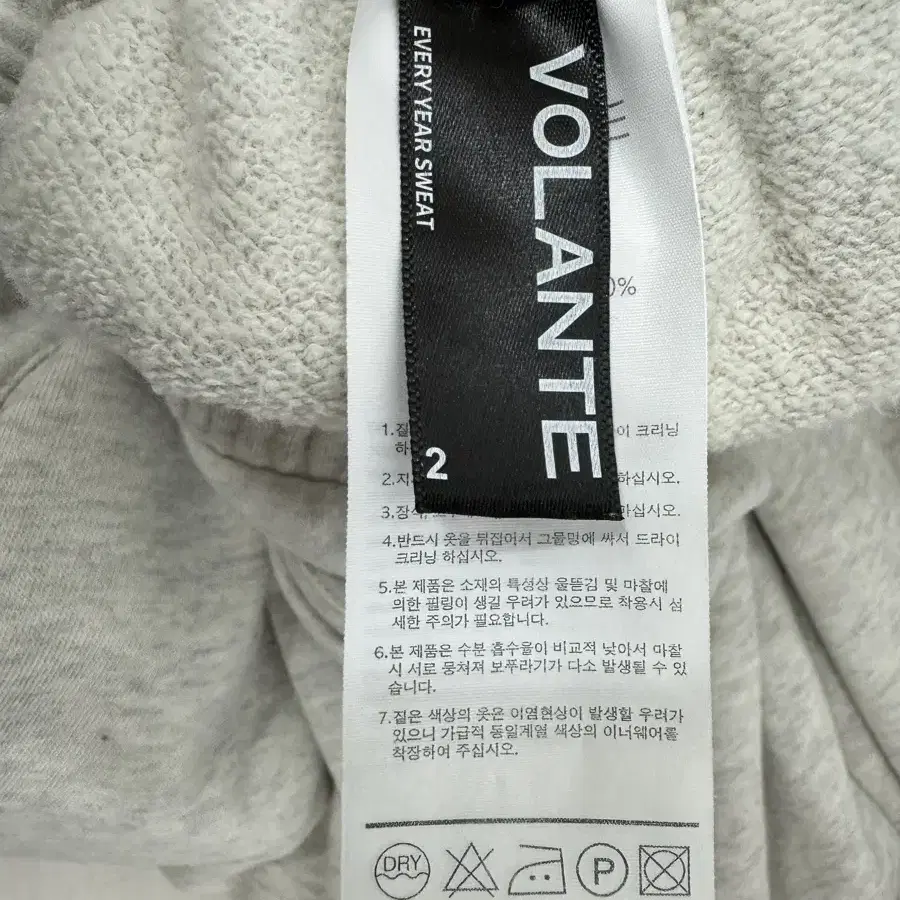 VOLANTE
EVERY YEAR SWEAT
2
0%
1.짙 이 크리닝
하
2.지 하십시오.
3.장식, 마십시오.
4.반드시 옷을 뒤집어서 그물망에 싸서 드라이
크리닝 하십시오.
5.본 제품은 소재의 특성상 올뜯김 및 마찰에
의한 필링이 생길 우려가 있으므로 착용시 섬
세한 주의가 필요합니다.
6.본 제품은 수분 흡수율이 비교적 낮아서 마찰
시 서로 뭉쳐져 보푸라기가 다소 발생될 수 있
습니다.
7.짙은 색상의 옷은 이염현상이 발생할 우려가
있으니 가급적 동일계열 색상의 이너웨어를
착장하여 주십시오.
DRY
P